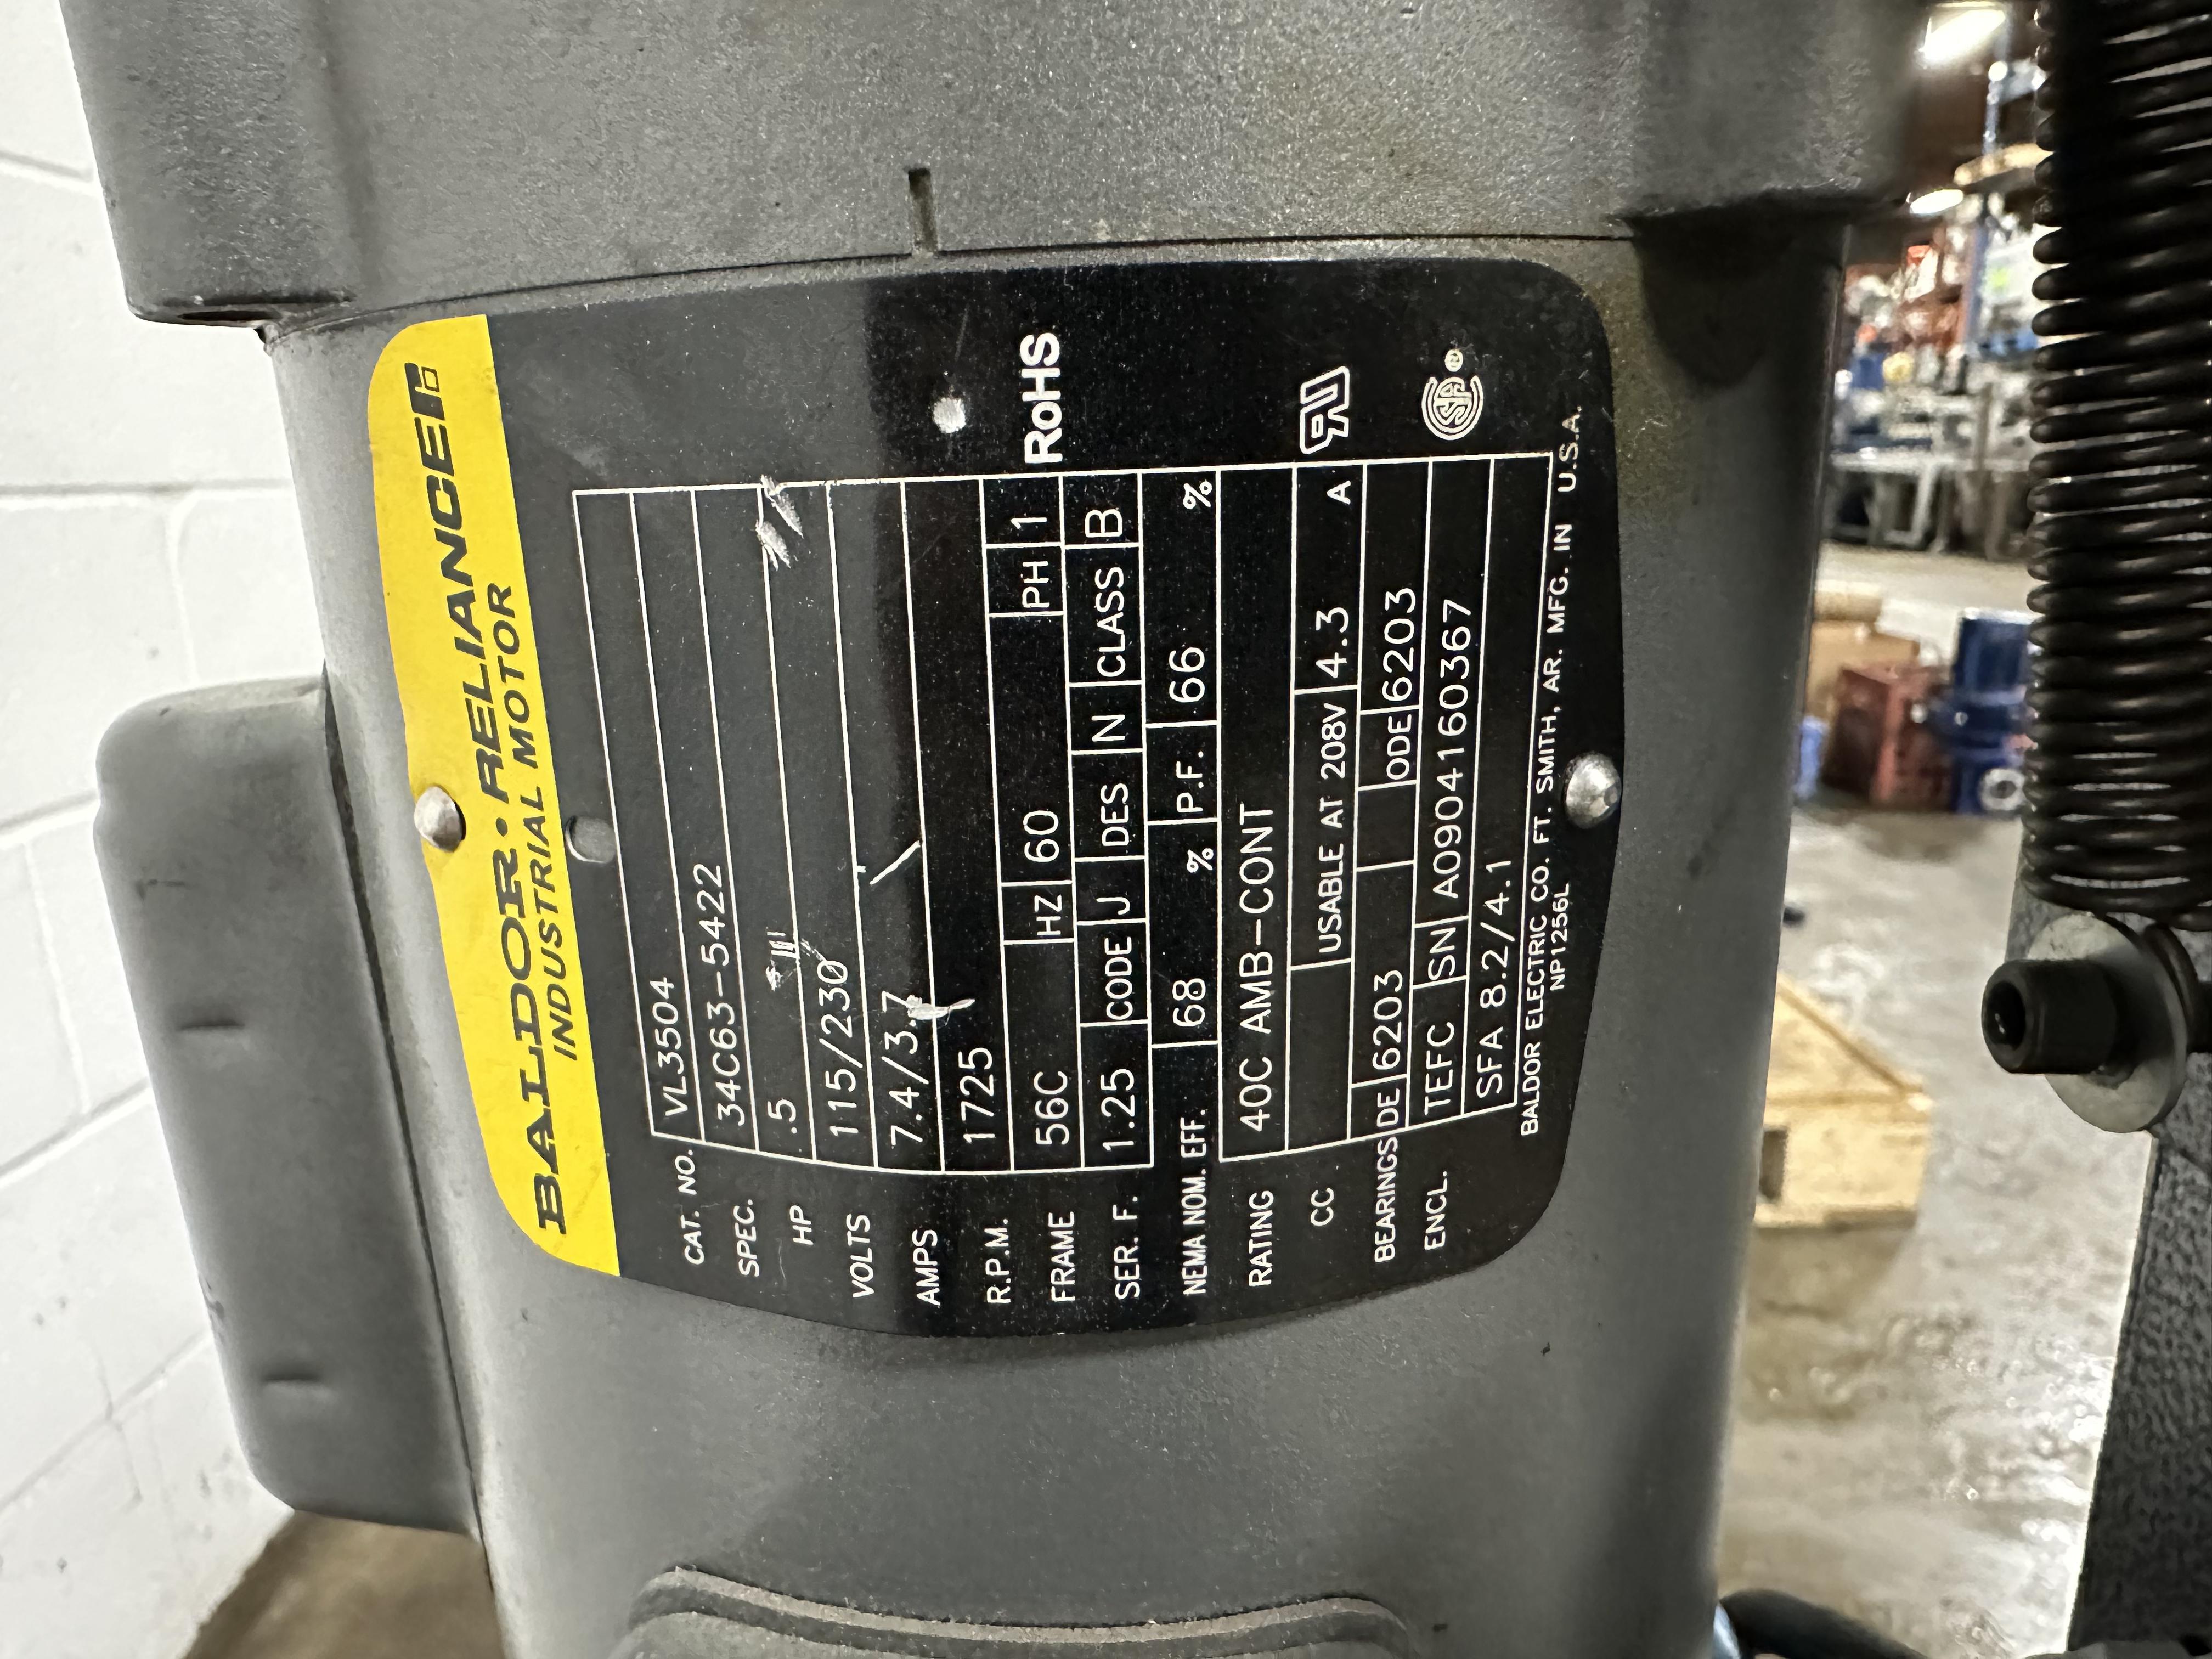 BALDOR • RELIANCER
INDUSTRIAL MOTOR
CAT. NO. VL3504
SPEC. 34C63-5422
HP .5
VOLTS 115/230
AMPS 7.4/3.7
R.P.M. 1725
FRAME 56C HZ 60 PH 1
SER. F. 1.25 CODE J DES N CLASS B
NEMA NOM. EFF. 68 % P.F. 66 %
RATING 40C AMB-CONT
CC USABLE AT 208V 4.3 A
BEARINGS DE 6203 ODE 6203
ENCL. TEFC SN A0904160367
SFA 8.2/4.1
BALDOR ELECTRIC CO. FT. SMITH, AR. MFG. IN U.S.A.
NP1256L
RoHS